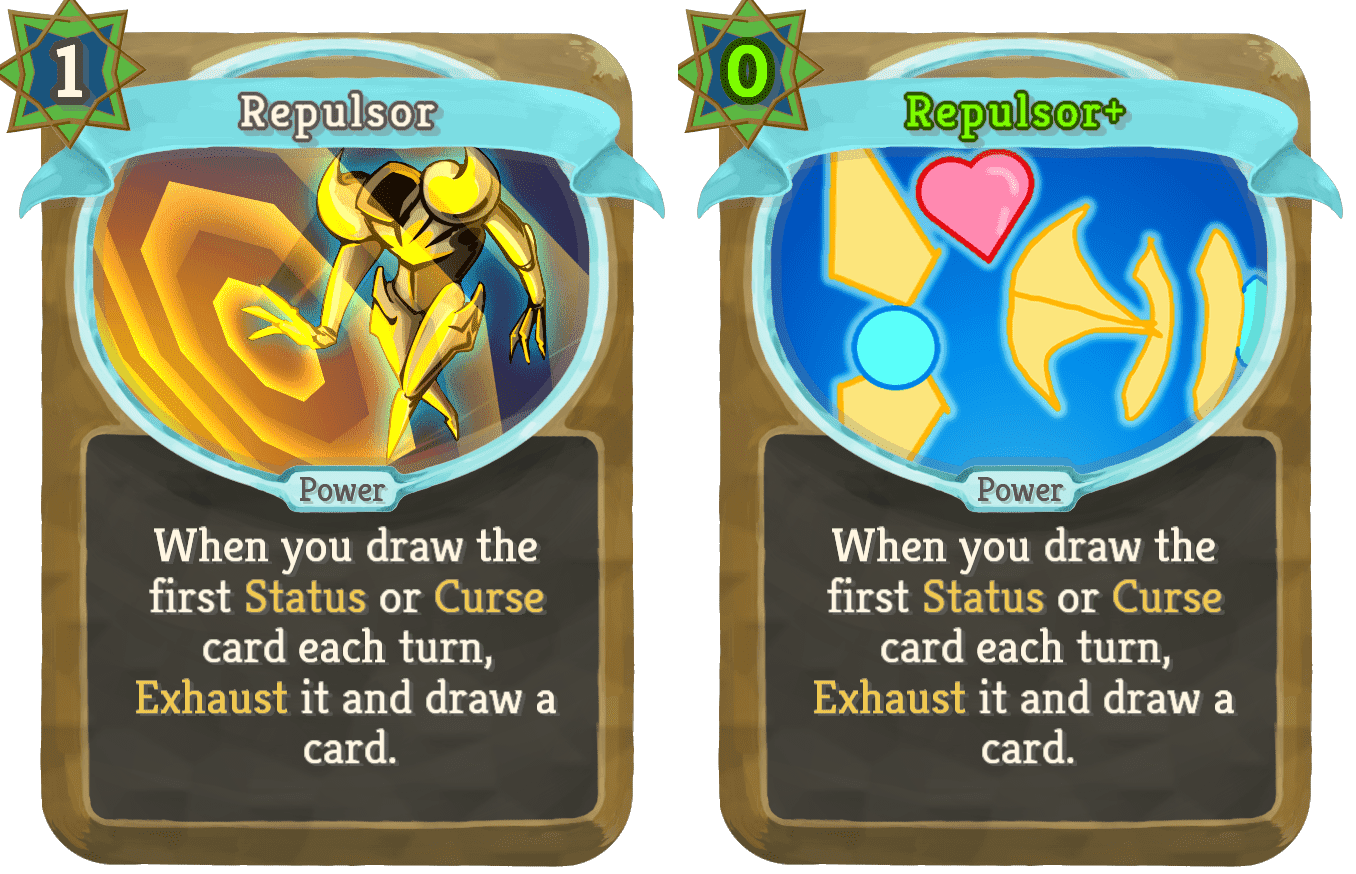 1
Repulsor
Power
When you draw the
first Status or Curse
card each turn,
Exhaust it and draw a
card.
0
Repulsor+
Power
When you draw the
first Status or Curse
card each turn,
Exhaust it and draw a
card.